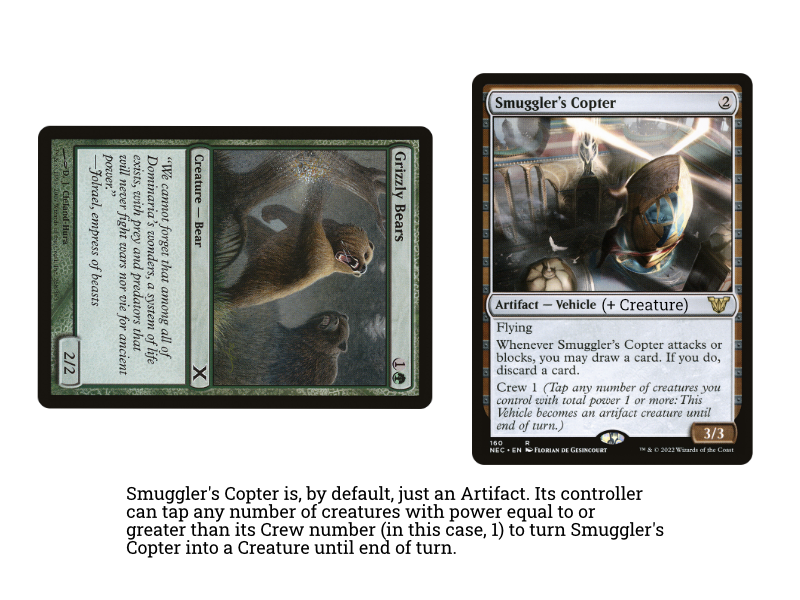 Grizzly Bears
1
Creature — Bear
"We cannot forget that among all of
Dominaria's wonders, a system of life
exists, with prey and predators that
will never fight wars nor vie for ancient
power."
—Jolrael, empress of beasts
2/2
Smuggler's Copter 2
Artifact — Vehicle (+ Creature)
Flying
Whenever Smuggler's Copter attacks or
blocks, you may draw a card. If you do,
discard a card.
Crew 1 (Tap any number of creatures you
control with total power 1 or more: This
Vehicle becomes an artifact creature until
end of turn.)
3/3
160 R
NEC • EN FLORIAN DE GESINCOURT ™ & © 2022 Wizards of the Coast
Smuggler's Copter is, by default, just an Artifact. Its controller
can tap any number of creatures with power equal to or
greater than its Crew number (in this case, 1) to turn Smuggler's
Copter into a Creature until end of turn.